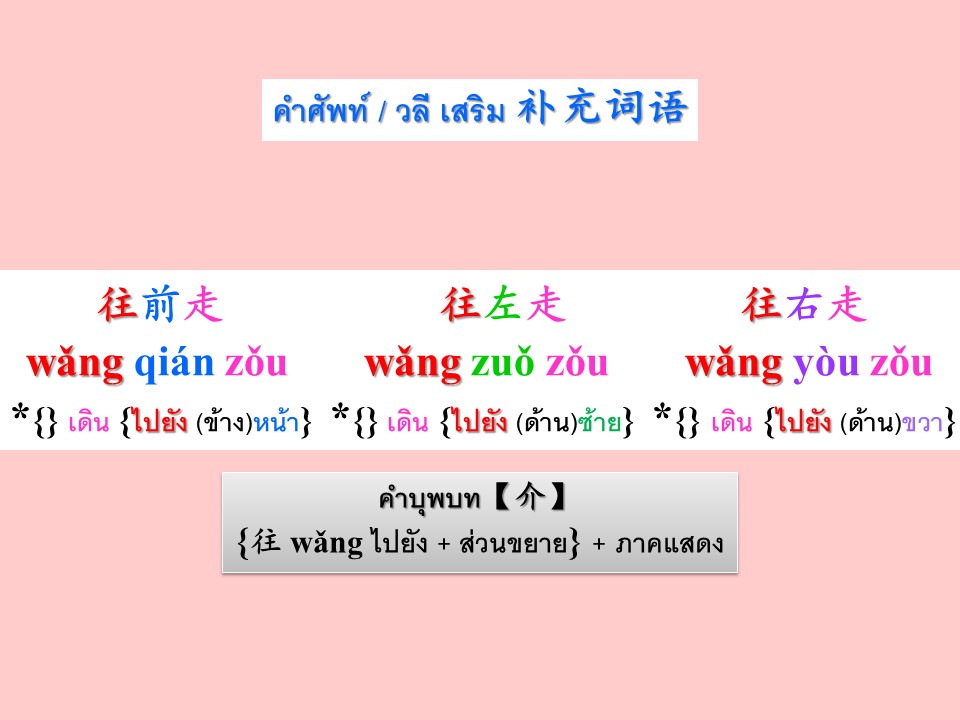 คำศัพท์ / วลี เสริม 补充词语
往前走 往左走 往右走
wǎng qián zǒu wǎng zuǒ zǒu wǎng yòu zǒu
*{} เดิน {ไปยัง (ข้าง)หน้า} *{} เดิน {ไปยัง (ด้าน)ซ้าย} *{} เดิน {ไปยัง (ด้าน)ขวา}
คำบุพบท【介】
{往 wǎng ไปยัง + ส่วนขยาย} + ภาคแสดง